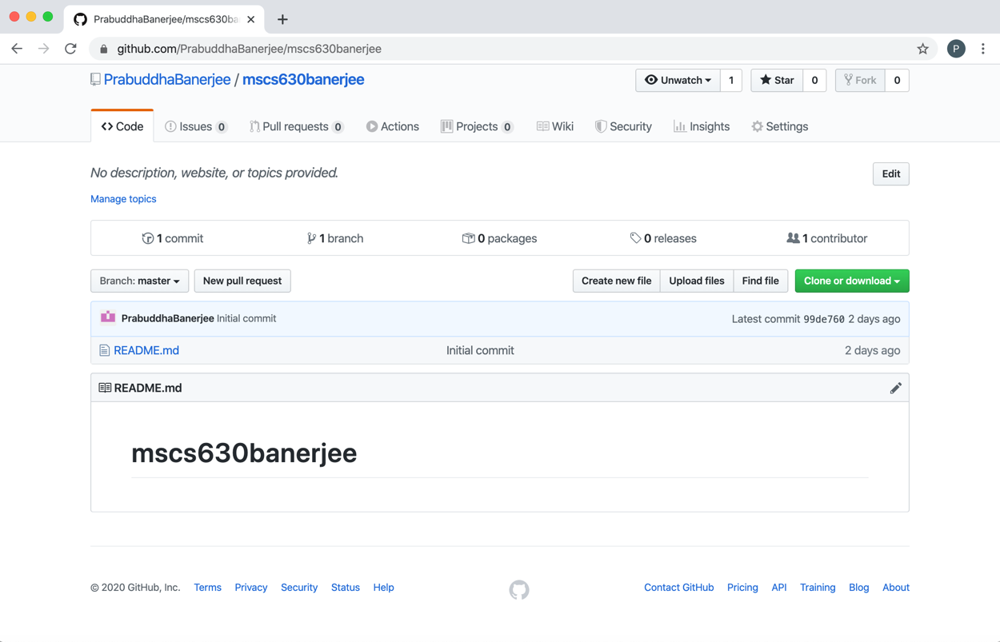 PrabuddhaBanerjee/mscs630ba
github.com/PrabuddhaBanerjee/mscs630banerjee
P
PrabuddhaBanerjee / mscs630banerjee
Unwatch 1 Star 0 Fork 0
Code Issues 0 Pull requests 0 Actions Projects 0 Wiki Security Insights Settings
No description, website, or topics provided.
Edit
Manage topics
1 commit 1 branch 0 packages 0 releases 1 contributor
Branch: master New pull request Create new file Upload files Find file Clone or download
PrabuddhaBanerjee Initial commit Latest commit 99de760 2 days ago
README.md Initial commit 2 days ago
README.md
mscs630banerjee
© 2020 GitHub, Inc. Terms Privacy Security Status Help Contact GitHub Pricing API Training Blog About